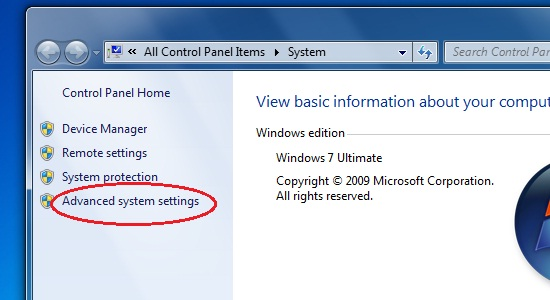 « All Control Panel Items System
Search Control Par
Control Panel Home
Device Manager
Remote settings
System protection
Advanced system settings
View basic information about your comput
Windows edition
Windows 7 Ultimate
Copyright © 2009 Microsoft Corporation.
All rights reserved.